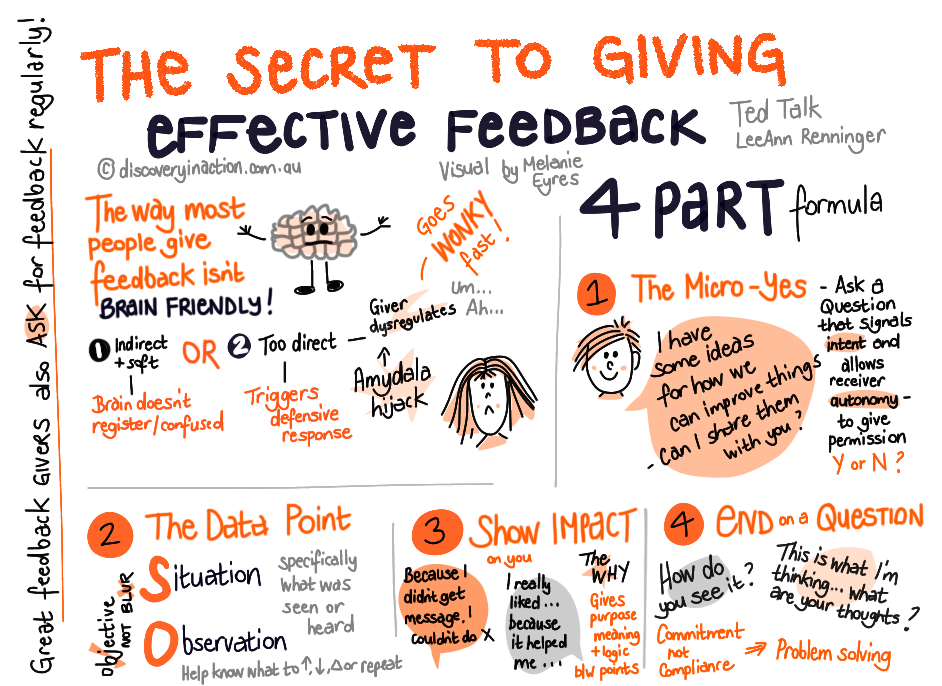 Great feedback givers also ASK for feedback regularly!
THE SECRET TO GIVING
EFFECTIVE FEEDBACK
Ted Talk
LeeAnn Renninger
© discoveryinaction.com.au
Visual by Melanie
Eyres
The way most
people give
feedback isn't
BRAIN FRIENDLY!
Goes
WONKY
fast!
Um...
Ah...
1 Indirect
+ soft
OR
2 Too direct
Giver
dysregulates
Brain doesn't
register/confused
Triggers
defensive
response
Amydala
hijack
4 PART formula
1 The Micro-Yes
I have
some ideas
for how we
can improve things
- Can I share them
with you?
- Ask a
Question
that signals
intent and
allows
receiver
autonomy -
to give
permission
Y or N?
2 The Data Point
Objective
NOT BLUR
Situation
Observation
specifically
what was
seen or
heard
Help know what to ↑, ↓, Δ or repeat
3 Show IMPACT
on you
Because I
didn't get
message, I
couldn't do X
I really
liked...
because
it helped
me...
The
WHY
Gives
purpose
meaning
+ logic
b/w points
4 END on a QUESTION
How do
you see it?
This is what I'm
thinking... what
are your thoughts?
Commitment
not
Compliance
⇒ Problem solving